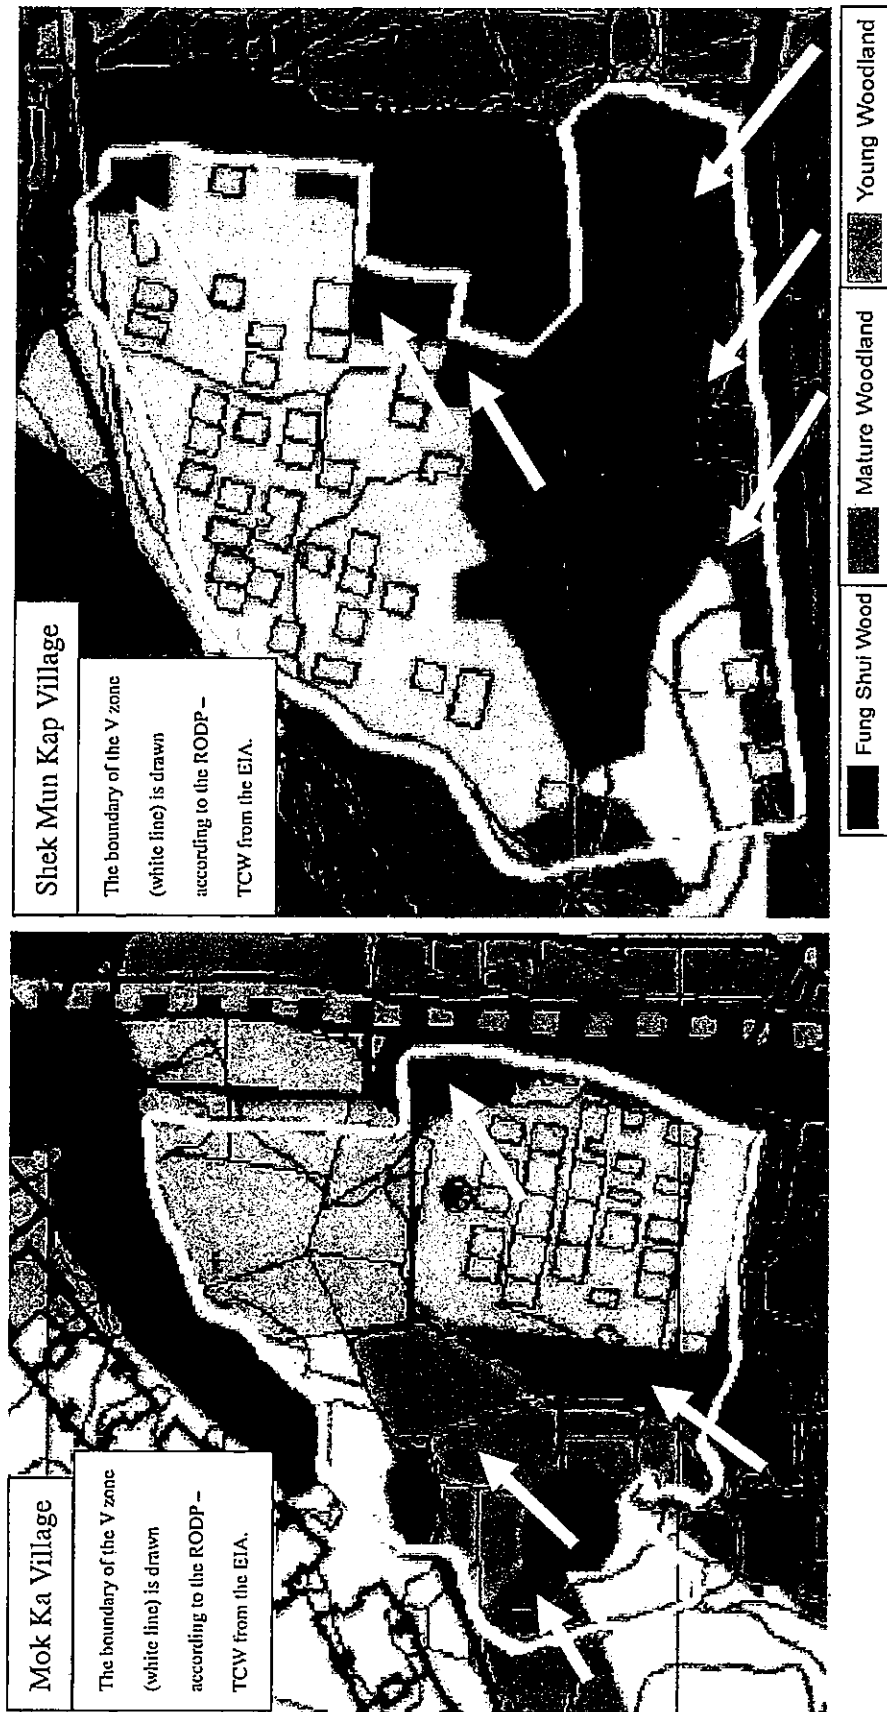 Mok Ka Village
The boundary of the V zone
(white line) is drawn
according to the RODP –
TCW from the EIA.
Shek Mun Kap Village
The boundary of the V zone
(white line) is drawn
according to the RODP –
TCW from the EIA.
Fung Shui Wood
Mature Woodland
Young Woodland